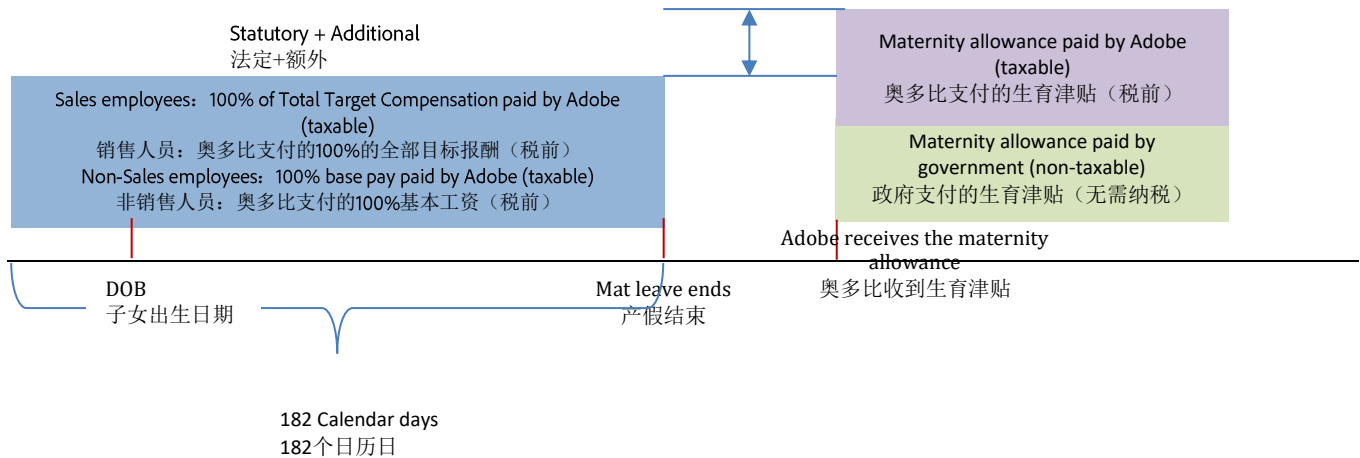 Statutory + Additional
法定+额外
Sales employees: 100% of Total Target Compensation paid by Adobe
(taxable)
销售人员：奥多比支付的100%的全部目标报酬（税前）
Non-Sales employees: 100% base pay paid by Adobe (taxable)
非销售人员：奥多比支付的100%基本工资（税前）
Maternity allowance paid by Adobe
(taxable)
奥多比支付的生育津贴（税前）
Maternity allowance paid by
government (non-taxable)
政府支付的生育津贴（无需纳税）
DOB
子女出生日期
Mat leave ends
产假结束
Adobe receives the maternity
allowance
奥多比收到生育津贴
182 Calendar days
182个日历日